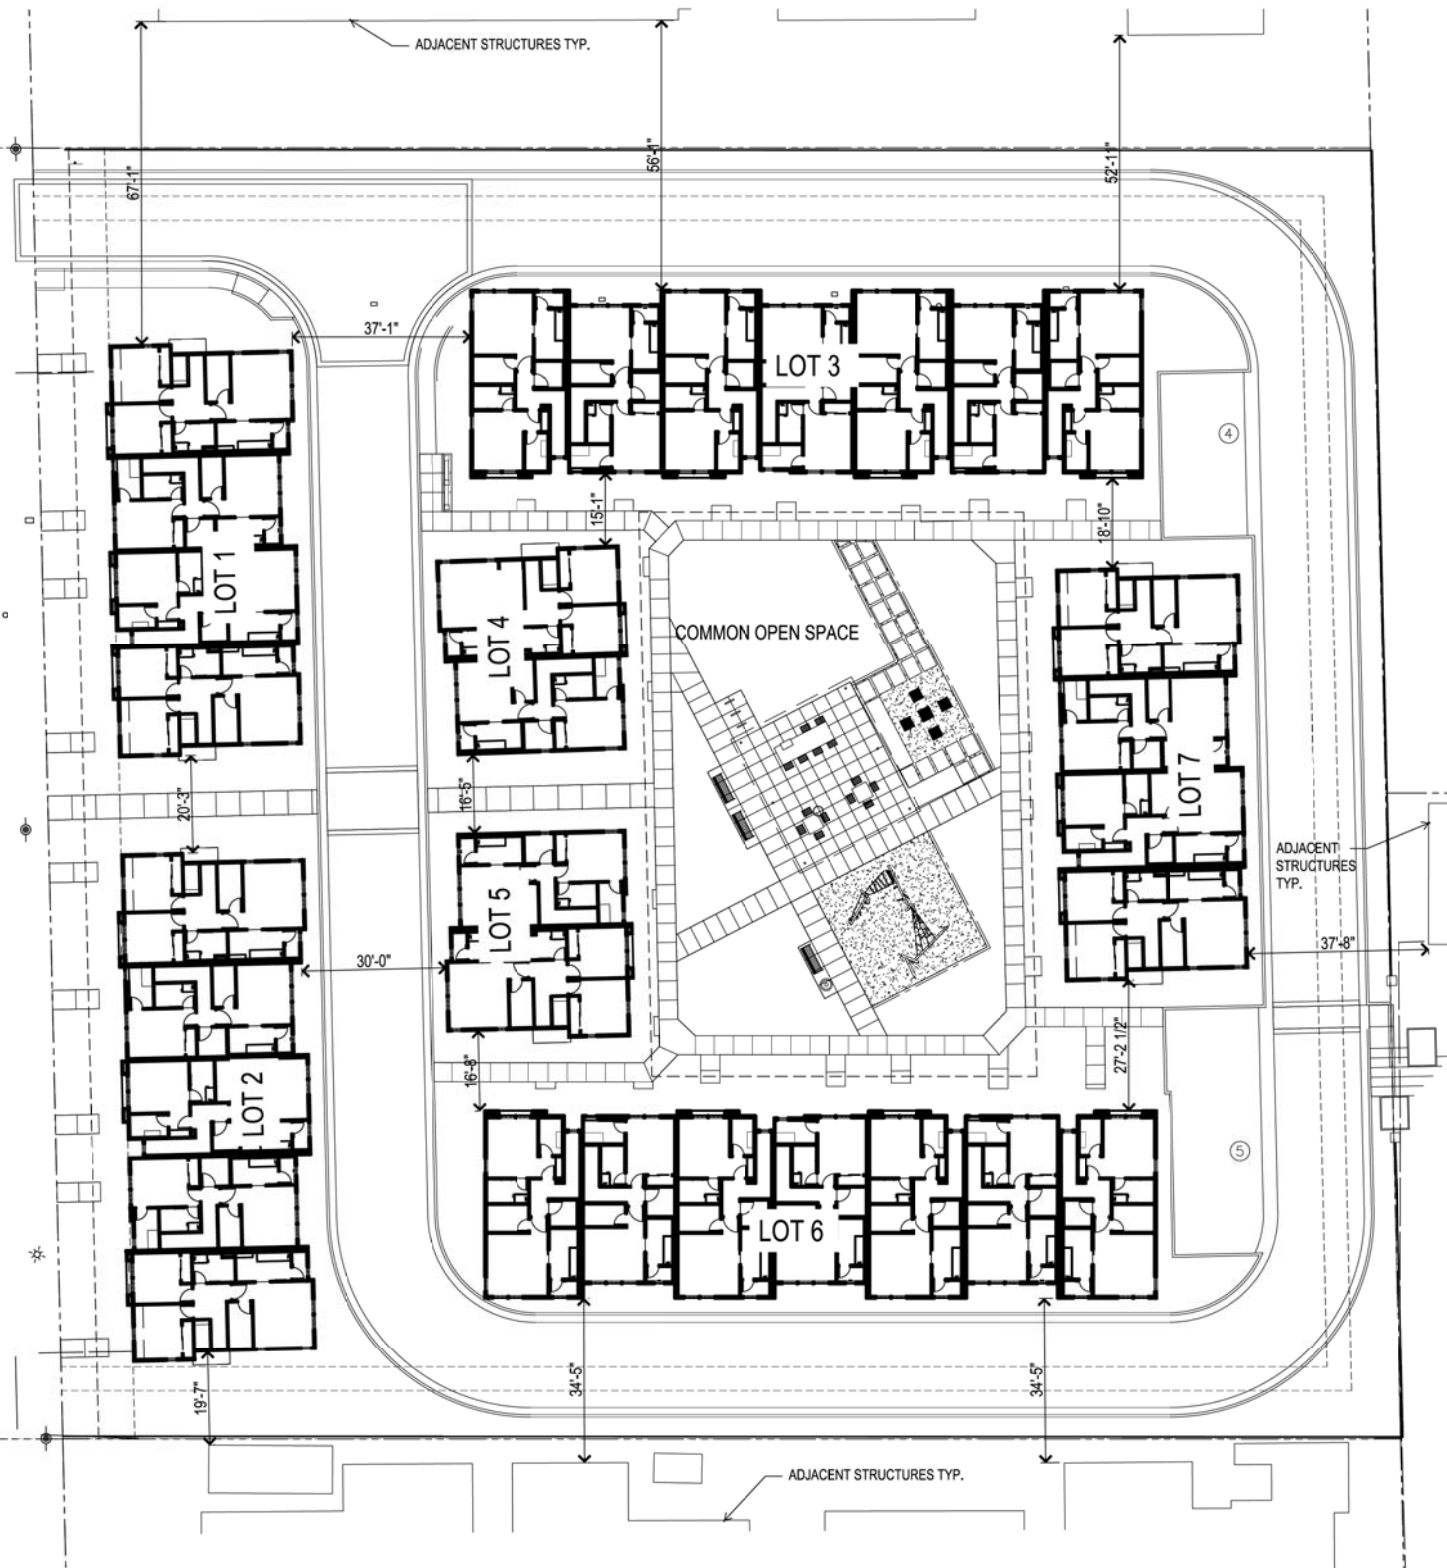 ADJACENT STRUCTURES TYP.
67'-1"
56'-1"
52'-1"
37'-1"
LOT 3
4
15'-1"
18'-10"
LOT 1
LOT 4
COMMON OPEN SPACE
LOT 7
20'-3"
16'-5"
ADJACENT
STRUCTURES
TYP.
LOT 5
30'-0"
37'-8"
16'-8"
27'-2 1/2"
LOT 2
5
LOT 6
19'-7"
34'-5"
34'-5"
ADJACENT STRUCTURES TYP.